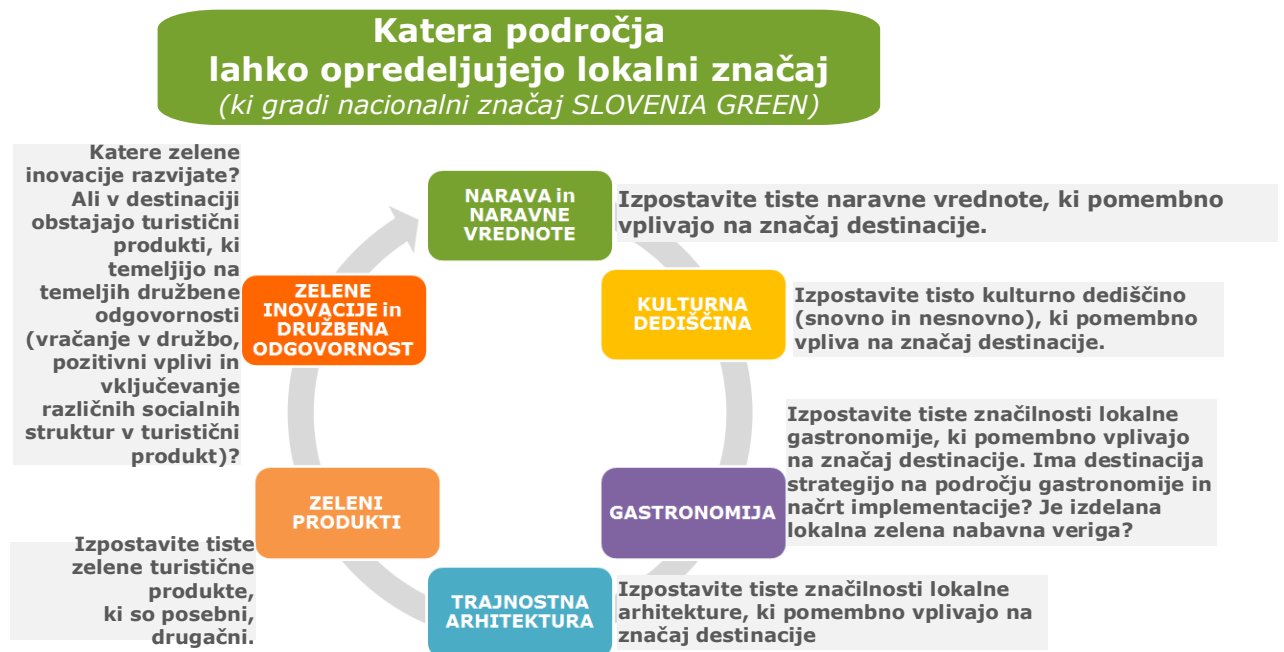 Katera področja
lahko opredeljujejo lokalni značaj
(ki gradi nacionalni značaj SLOVENIA GREEN)
NARAVA in
NARAVNE
VREDNOTE
Izpostavite tiste naravne vrednote, ki pomembno
vplivajo na značaj destinacije.
KULTURNA
DEDIŠČINA
Izpostavite tisto kulturno dediščino
(snovno in nesnovno), ki pomembno
vpliva na značaj destinacije.
GASTRONOMIJA
Izpostavite tiste značilnosti lokalne
gastronomije, ki pomembno vplivajo
na značaj destinacije. Ima destinacija
strategijo na področju gastronomije in
načrt implementacije? Je izdelana
lokalna zelena nabavna veriga?
TRAJNOSTNA
ARHITEKTURA
Izpostavite tiste značilnosti lokalne
arhitekture, ki pomembno vplivajo na
značaj destinacije
ZELENI
PRODUKTI
Izpostavite tiste
zelene turistične
produkte,
ki so posebni,
drugačni.
ZELENE
INOVACIJE in
DRUŽBENA
ODGOVORNOST
Katere zelene
inovacije razvijate?
Ali v destinaciji
obstajajo turistični
produkti, ki
temeljijo na
temeljih družbene
odgovornosti
(vračanje v družbo,
pozitivni vplivi in
vključevanje
različnih socialnih
struktur v turistični
produkt)?